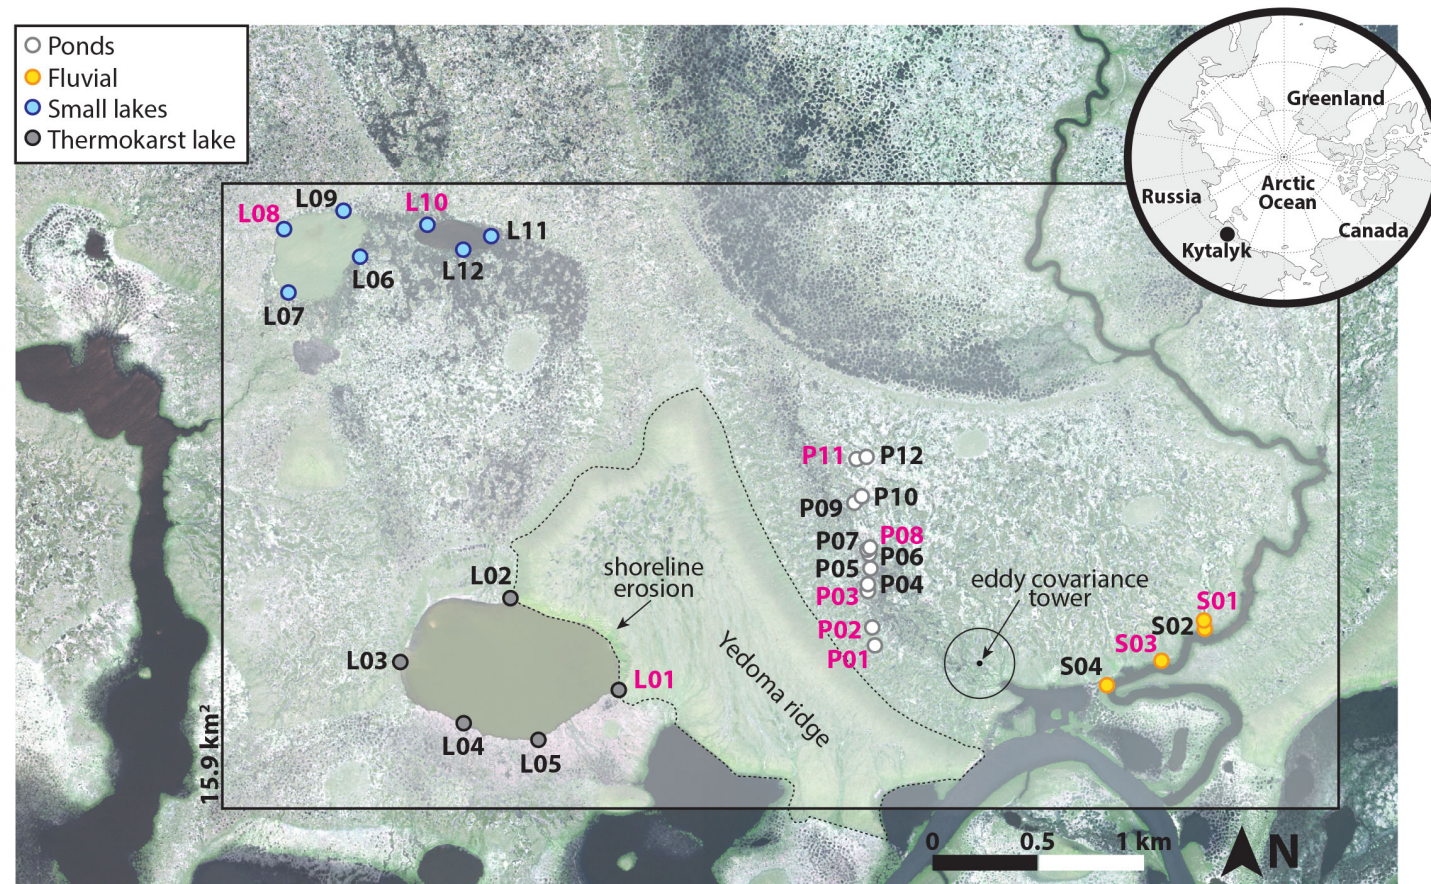 Ponds
Fluvial
Small lakes
Thermokarst lake
Greenland
Arctic
Ocean
Russia
Canada
Kytalyk
L08
L09
L10
L11
L12
L06
L07
P11
P12
P10
P09
P08
P07
P06
P05
P04
P03
P02
P01
shoreline
erosion
eddy covariance
tower
L02
L03
L01
L04
L05
Yedoma ridge
S01
S02
S03
S04
15.9 km²
0 0.5 1 km
N